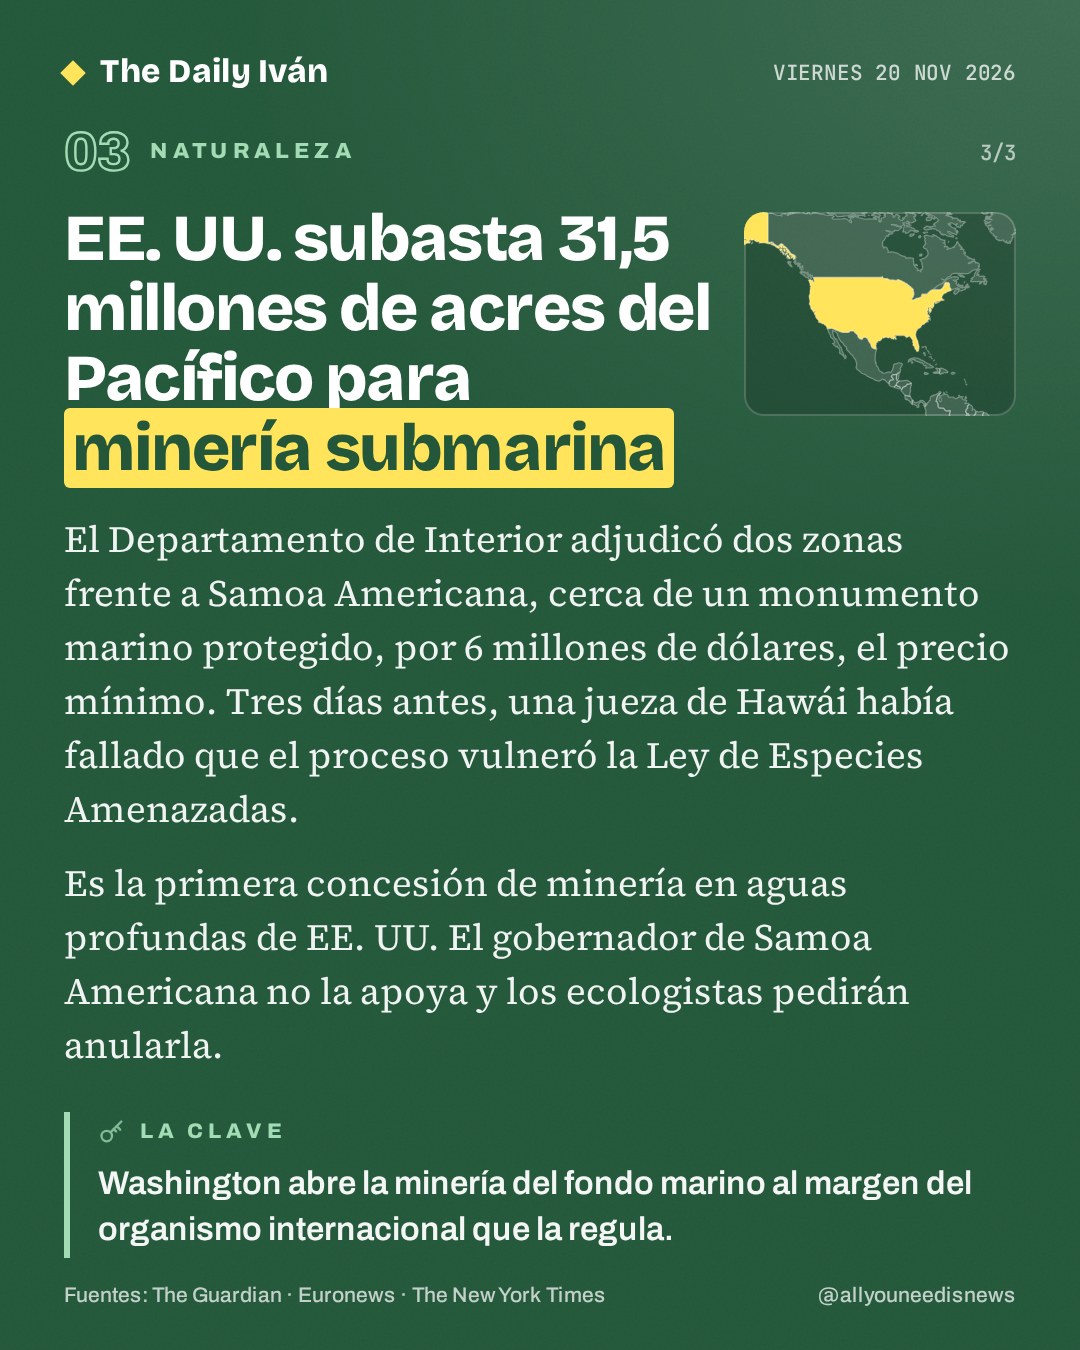 The Daily Iván
VIERNES 20 NOV 2026
03 NATURALEZA
3/3
EE. UU. subasta 31,5
millones de acres del
Pacífico para
minería submarina
El Departamento de Interior adjudicó dos zonas
frente a Samoa Americana, cerca de un monumento
marino protegido, por 6 millones de dólares, el precio
mínimo. Tres días antes, una jueza de Hawái había
fallado que el proceso vulneró la Ley de Especies
Amenazadas.
Es la primera concesión de minería en aguas
profundas de EE. UU. El gobernador de Samoa
Americana no la apoya y los ecologistas pedirán
anularla.
LA CLAVE
Washington abre la minería del fondo marino al margen del
organismo internacional que la regula.
Fuentes: The Guardian · Euronews · The New York Times
@allyouneedisnews